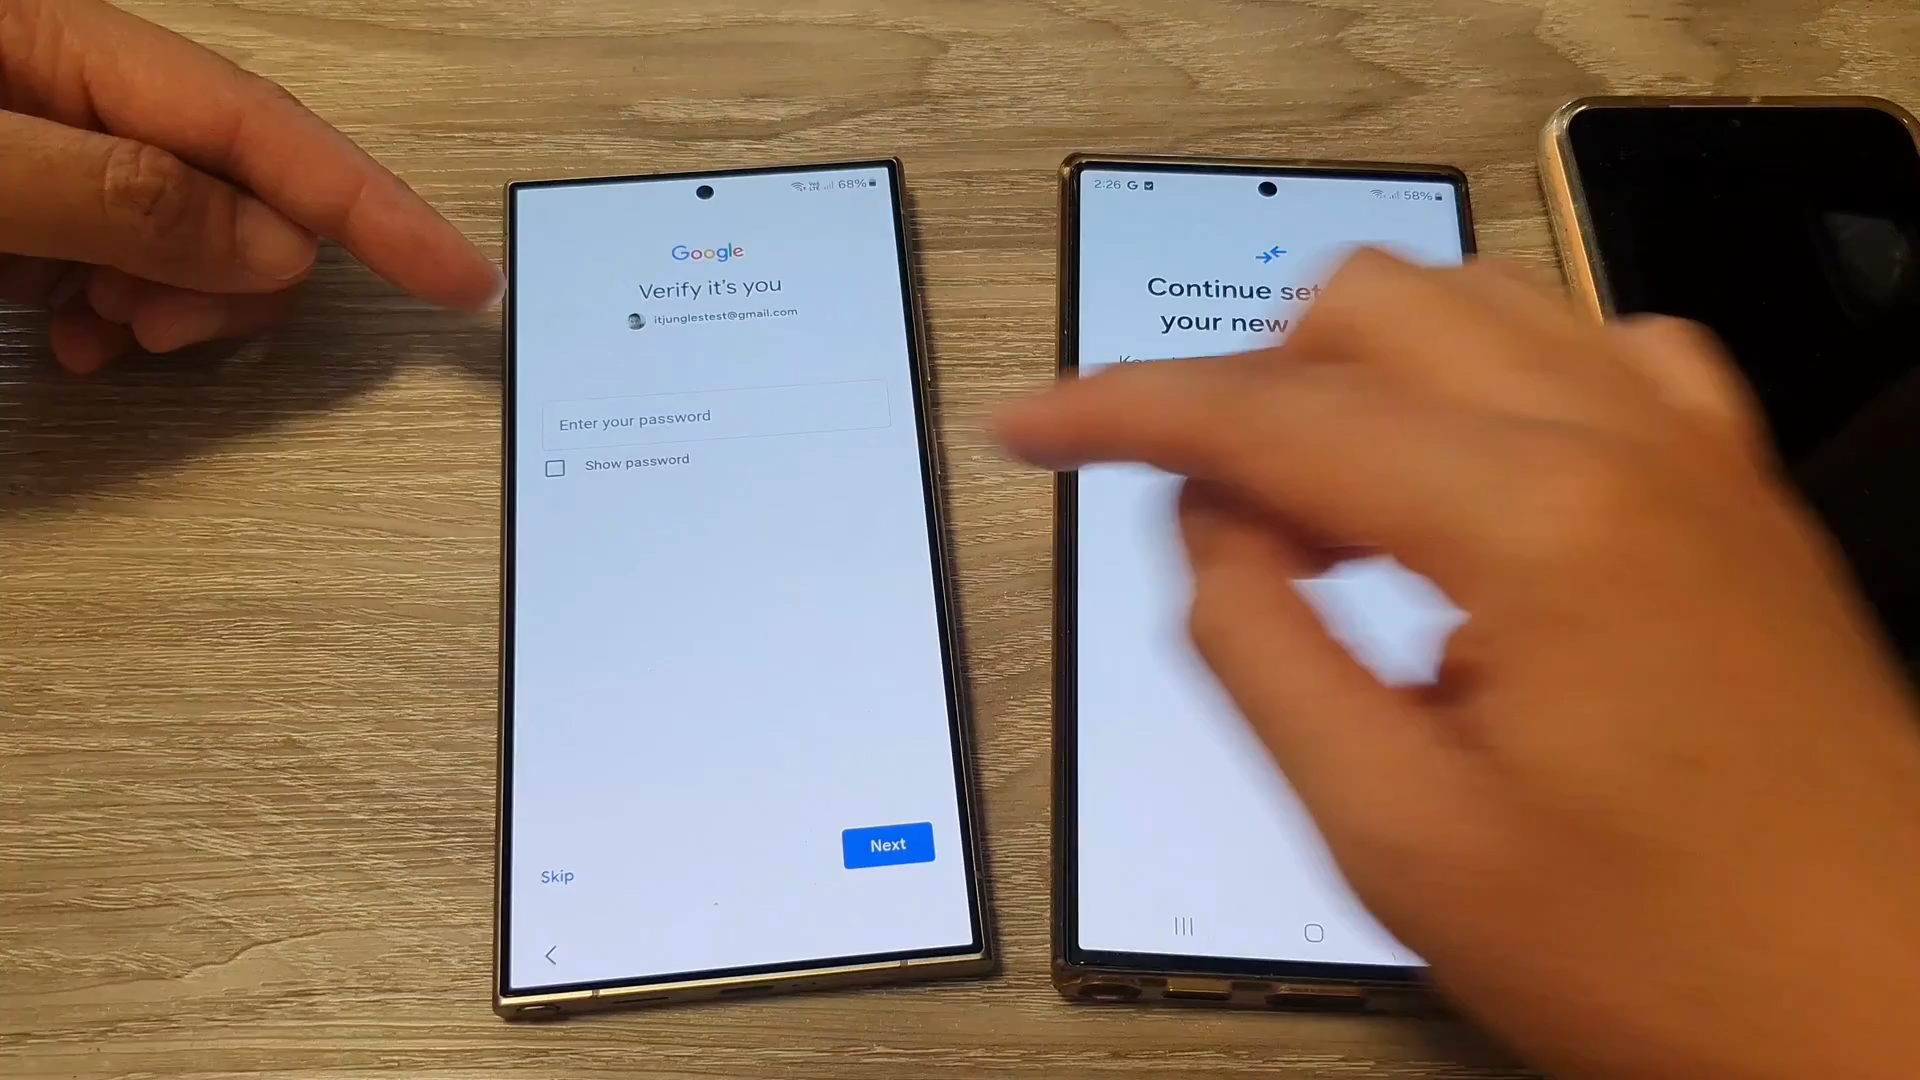 68%
Google
Verify it's you
itjunglestest@gmail.com
Enter your password
Show password
Next
Skip
2:26 G
58%
Continue
your new